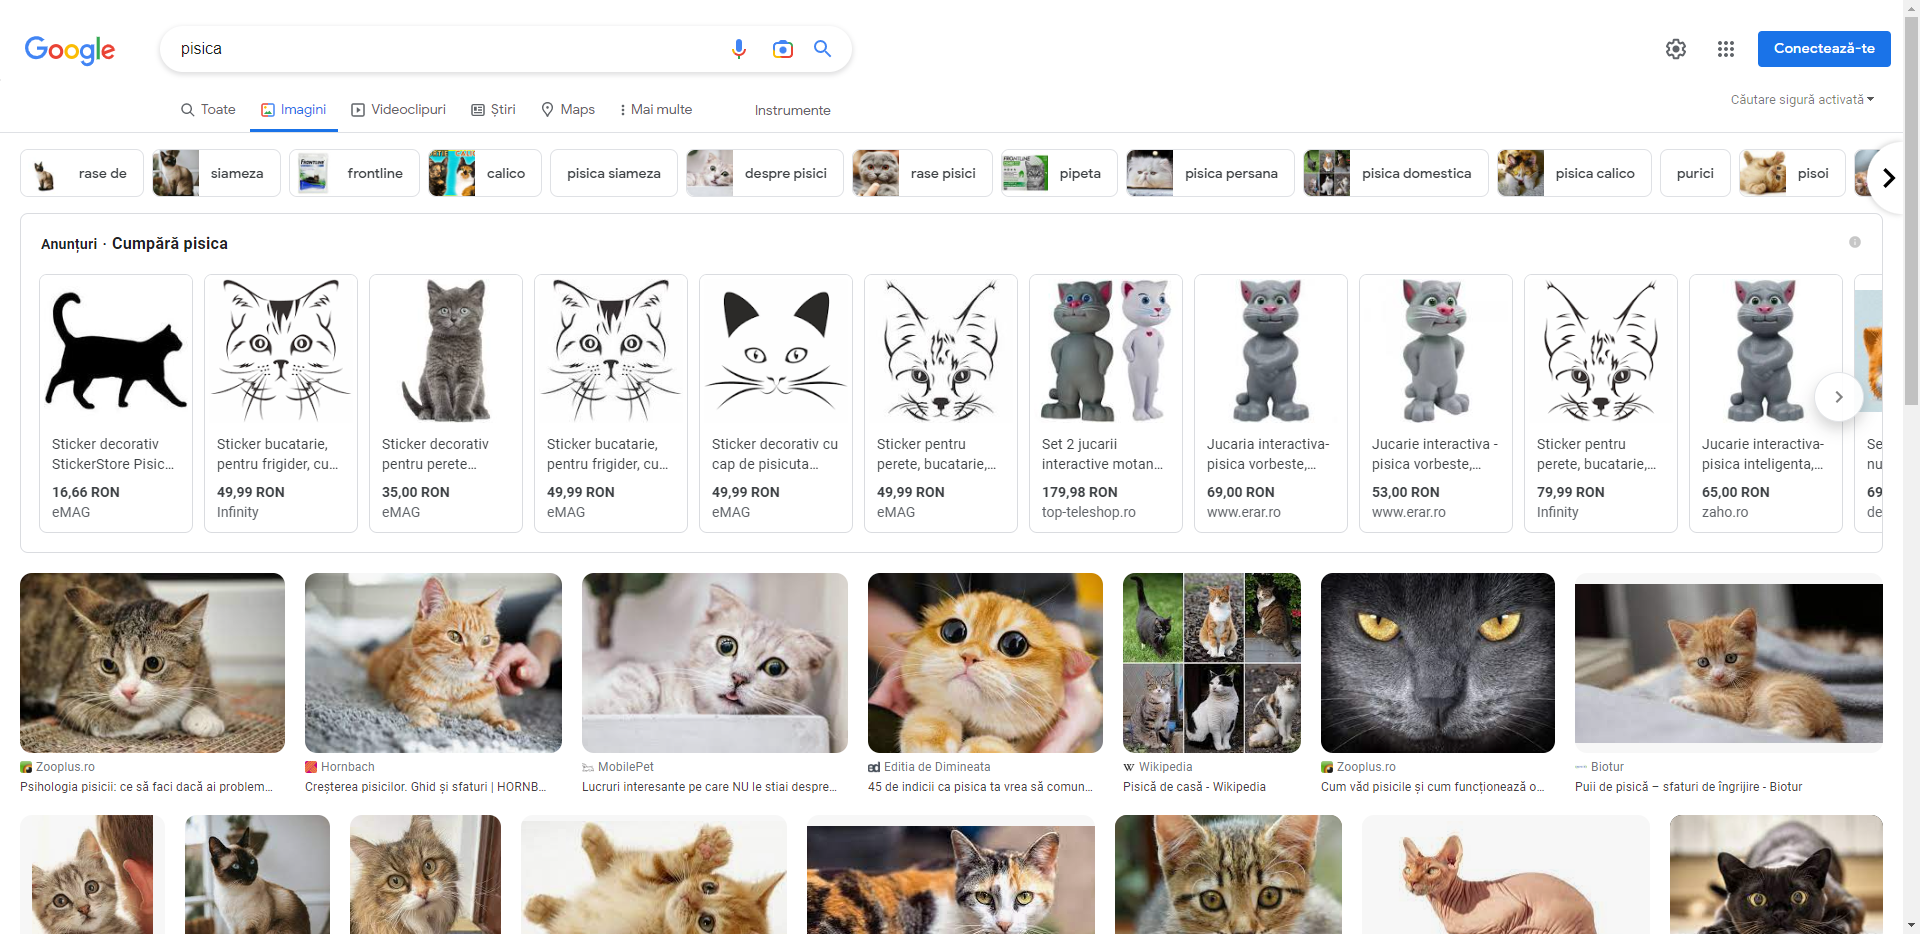 Google
pisica
Conectează-te
Toate
Imagini
Videoclipuri
Știri
Maps
Mai multe
Instrumente
Căutare sigură activată
rase de
siameza
frontline
calico
pisica siameza
despre pisici
rase pisici
pipeta
pisica persana
pisica domestica
pisica calico
purici
pisoi
Anunțuri · Cumpără pisica
Sticker decorativ
StickerStore Pisic...
16,66 RON
eMAG
Sticker bucatarie,
pentru frigider, cu...
49,99 RON
Infinity
Sticker decorativ
pentru perete...
35,00 RON
eMAG
Sticker bucatarie,
pentru frigider, cu...
49,99 RON
eMAG
Sticker decorativ cu
cap de pisicuta...
49,99 RON
eMAG
Sticker pentru
perete, bucatarie,...
49,99 RON
eMAG
Set 2 jucarii
interactive motan...
179,98 RON
top-teleshop.ro
Jucaria interactiva-
pisica vorbeste,...
69,00 RON
www.erar.ro
Jucarie interactiva -
pisica vorbeste,...
53,00 RON
www.erar.ro
Sticker pentru
perete, bucatarie,...
79,99 RON
Infinity
Jucarie interactiva-
pisica inteligenta,...
65,00 RON
zaho.ro
Se
nu
69
de
Zooplus.ro
Psihologia pisicii: ce să faci dacă ai problem...
Hornbach
Creșterea pisicilor. Ghid și sfaturi | HORNB...
MobilePet
Lucruri interesante pe care NU le stiai despre...
Editia de Dimineata
45 de indicii ca pisica ta vrea să comun...
Wikipedia
Pisică de casă - Wikipedia
Zooplus.ro
Cum văd pisicile și cum funcționează o...
Biotur
Puii de pisică – sfaturi de îngrijire - Biotur